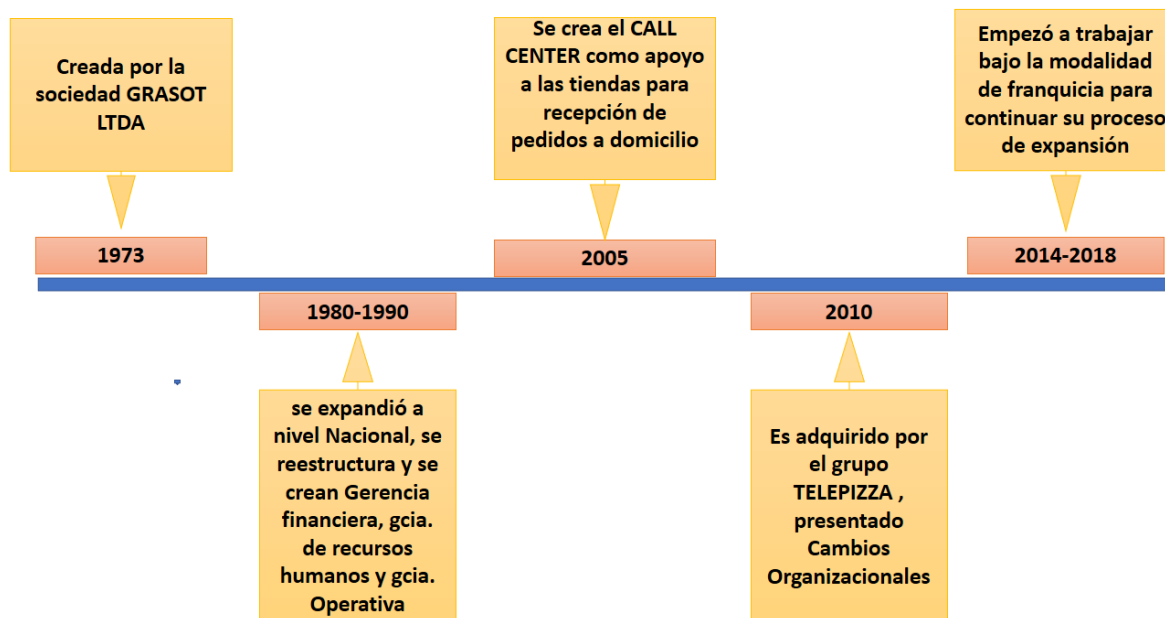 Creada por la
sociedad GRASOT
LTDA
1973
se expandió a
nivel Nacional, se
reestructura y se
crean Gerencia
financiera, gcia.
de recursos
humanos y gcia.
Operativa
1980-1990
Se crea el CALL
CENTER como apoyo
a las tiendas para
recepción de
pedidos a domicilio
2005
Es adquirido por
el grupo
TELEPIZZA ,
presentado
Cambios
Organizacionales
2010
Empezó a trabajar
bajo la modalidad
de franquicia para
continuar su proceso
de expansión
2014-2018